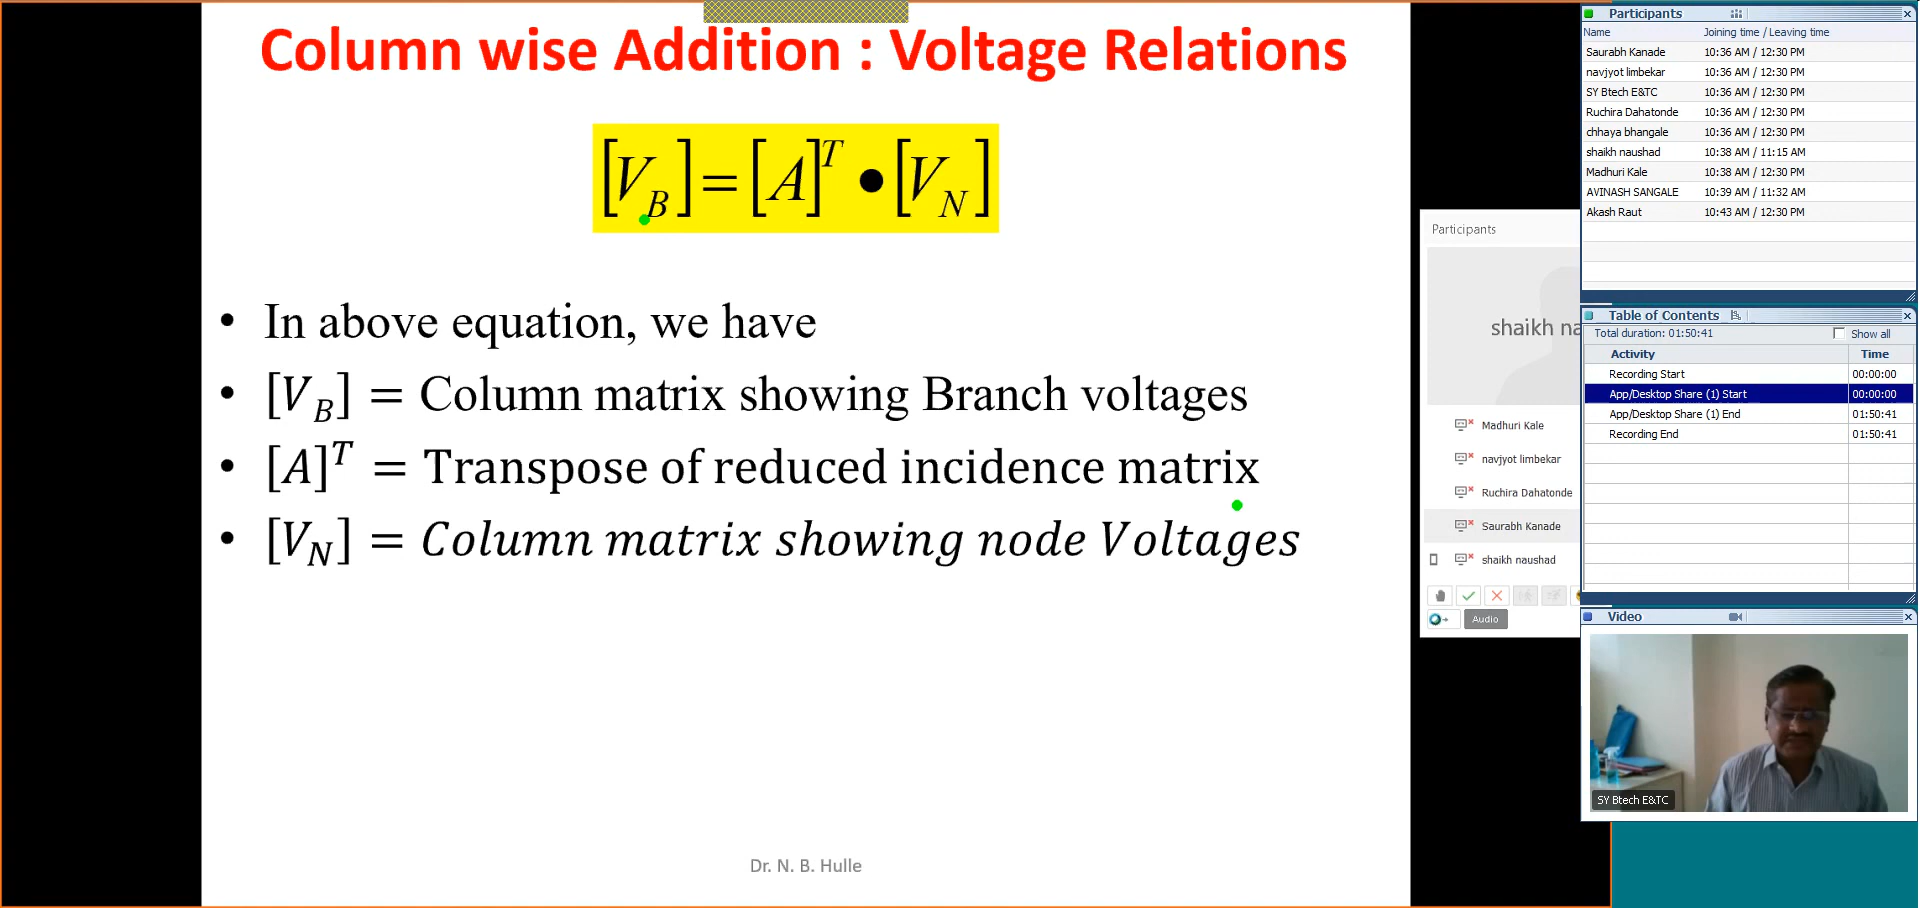 Column wise Addition : Voltage Relations
[V_B] = [A]^T • [V_N]
• In above equation, we have
• [V_B] = Column matrix showing Branch voltages
• [A]^T = Transpose of reduced incidence matrix
• [V_N] = Column matrix showing node Voltages
Dr. N. B. Hulle
Participants
shaikh na
Madhuri Kale
navjyot limbekar
Ruchira Dahatonde
Saurabh Kanade
shaikh naushad
Audio
Participants
Name Joining time / Leaving time
Saurabh Kanade 10:36 AM / 12:30 PM
navjyot limbekar 10:36 AM / 12:30 PM
SY Btech E&TC 10:36 AM / 12:30 PM
Ruchira Dahatonde 10:36 AM / 12:30 PM
chhaya bhangale 10:36 AM / 12:30 PM
shaikh naushad 10:38 AM / 11:15 AM
Madhuri Kale 10:38 AM / 12:30 PM
AVINASH SANGALE 10:39 AM / 11:32 AM
Akash Raut 10:43 AM / 12:30 PM
Table of Contents
Total duration: 01:50:41 Show all
Activity Time
Recording Start 00:00:00
App/Desktop Share (1) Start 00:00:00
App/Desktop Share (1) End 01:50:41
Recording End 01:50:41
Video
SY Btech E&TC